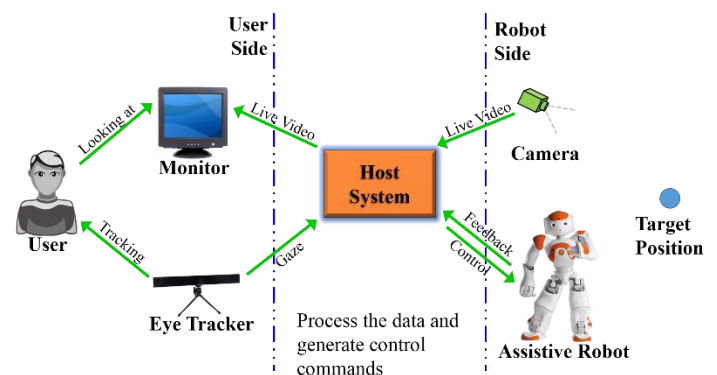 User
Side
Robot
Side
Looking at
Live Video
Live Video
Monitor
Camera
Host
System
User
Tracking
Gaze
Feedback
Control
Target
Position
Eye Tracker
Process the data and
generate control
commands
Assistive Robot